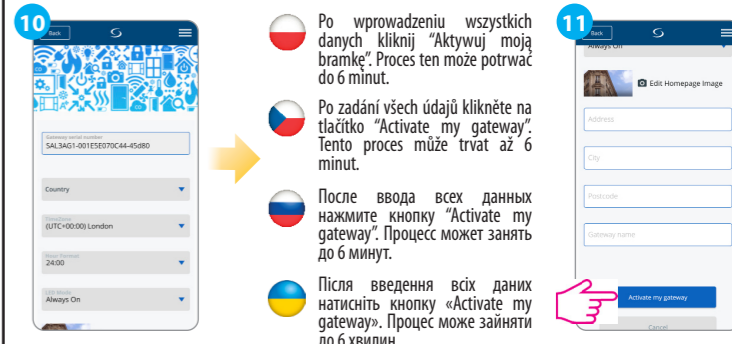 10
Back
Gateway serial number
SAL3AG1-001E5E070C44-45d80
Country
TimeZone
(UTC+00:00) London
Hour Format
24:00
LED Mode
Always On
Po wprowadzeniu wszystkich
danych kliknij "Aktywuj moją
bramkę". Proces ten może potrwać
do 6 minut.
Po zadání všech údajů klikněte na
tlačítko "Activate my gateway".
Tento proces může trvat až 6
minut.
После ввода всех данных
нажмите кнопку "Activate my
gateway". Процесс может занять
до 6 минут.
Після введення всіх даних
натисніть кнопку «Activate my
gateway». Процес може зайняти
до 6 хвилин
11
Back
Always On
Edit Homepage Image
Address
City
Postcode
Gateway name
Activate my gateway
Cancel